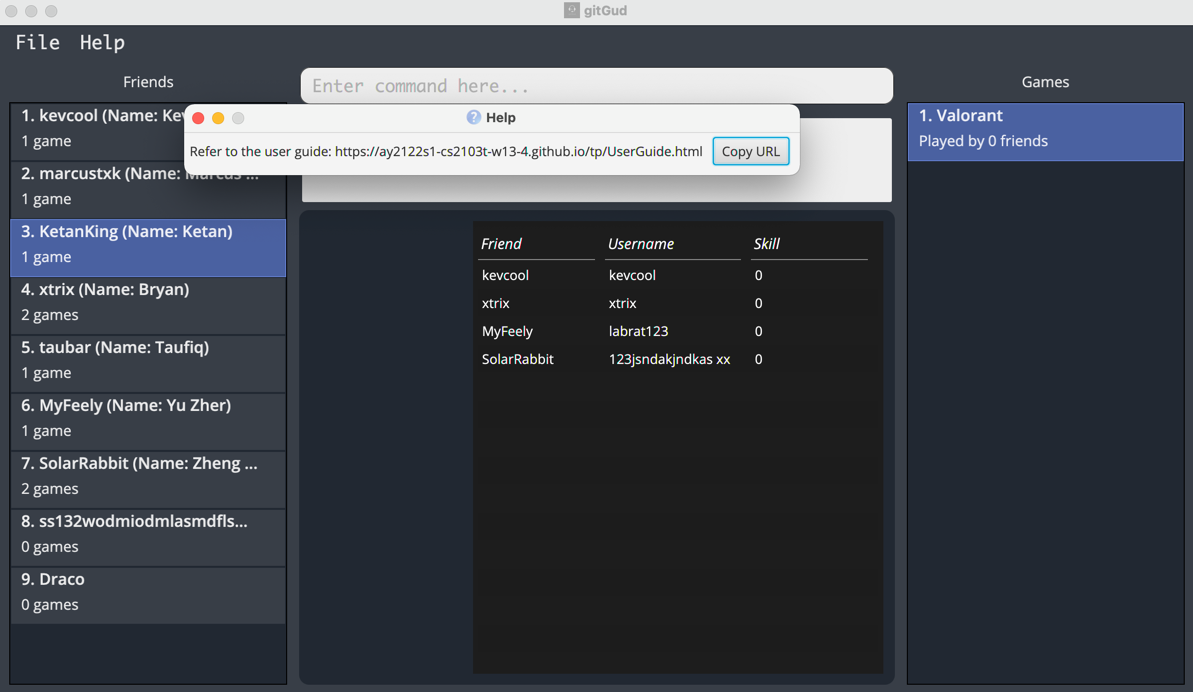 gitGud
File Help
Friends
1. kevcool (Name: Kev
1 game
2. marcustxk (Name: Marcus ...
1 game
3. KetanKing (Name: Ketan)
1 game
4. xtrix (Name: Bryan)
2 games
5. taubar (Name: Taufiq)
1 game
6. MyFeely (Name: Yu Zher)
1 game
7. SolarRabbit (Name: Zheng ...
2 games
8. ss132wodmiodmlasmdfls...
0 games
9. Draco
0 games
Enter command here...
Help
Refer to the user guide: https://ay2122s1-cs2103t-w13-4.github.io/tp/UserGuide.html Copy URL
Friend Username Skill
kevcool kevcool 0
xtrix xtrix 0
MyFeely labrat123 0
SolarRabbit 123jsndakjndkas xx 0
Games
1. Valorant
Played by 0 friends